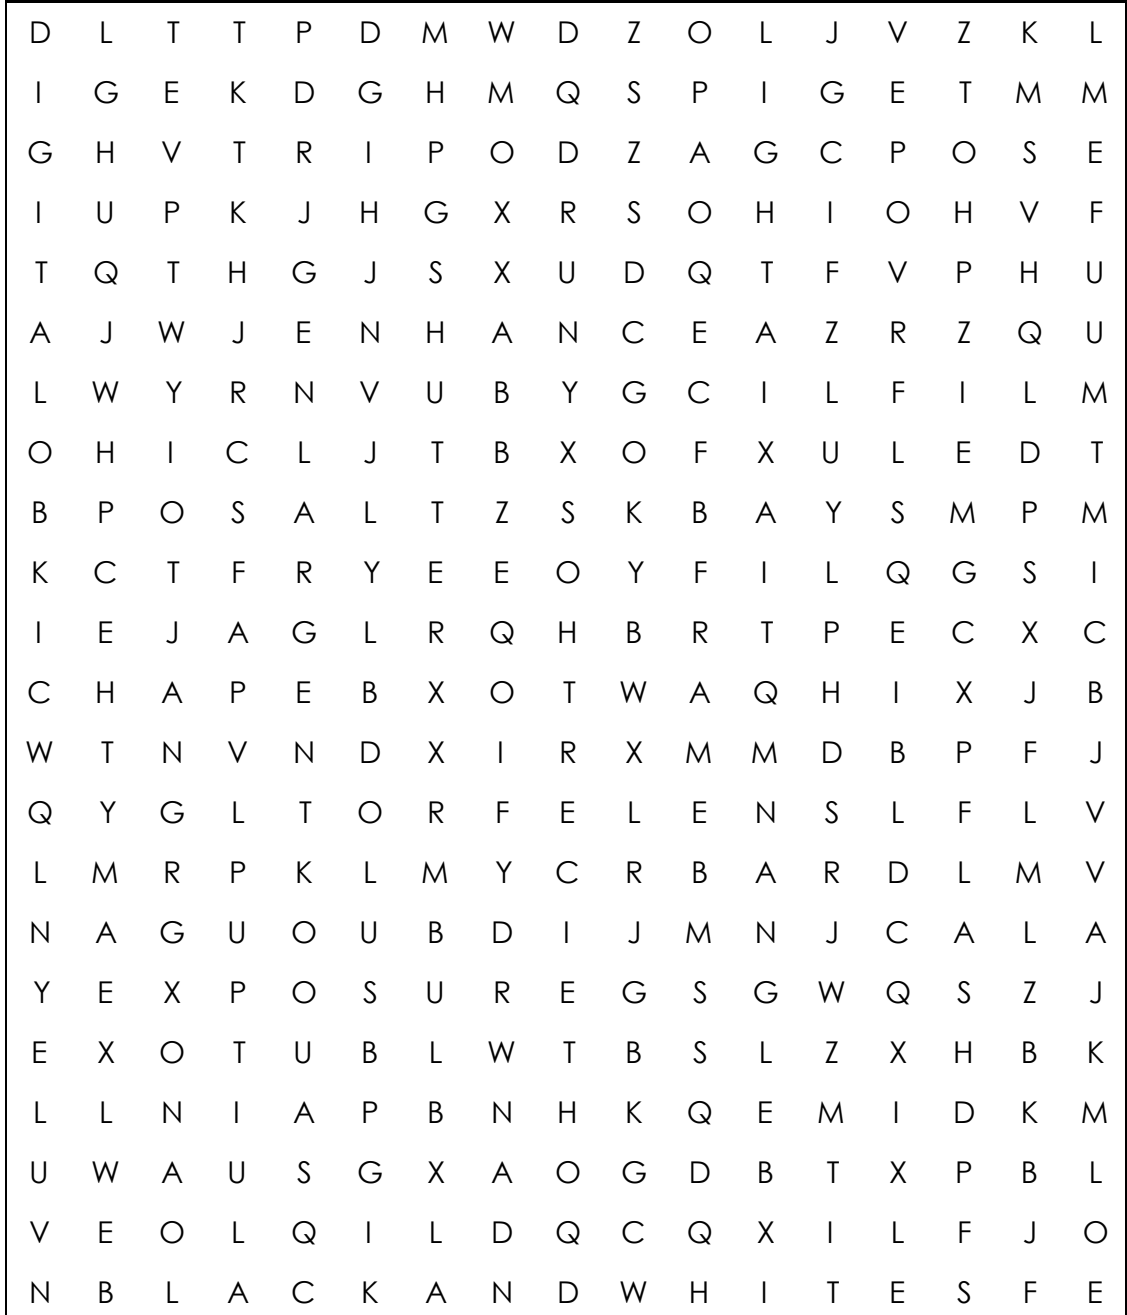 D L T T P D M W D Z O L J V Z K L
I G E K D G H M Q S P I G E T M M
G H V T R I P O D Z A G C P O S E
I U P K J H G X R S O H I O H V F
T Q T H G J S X U D Q T F V P H U
A J W J E N H A N C E A Z R Z Q U
L W Y R N V U B Y G C I L F I L M
O H I C L J T B X O F X U L E D T
B P O S A L T Z S K B A Y S M P M
K C T F R Y E E O Y F I L Q G S I
I E J A G L R Q H B R T P E C X C
C H A P E B X O T W A Q H I X J B
W T N V N D X I R X M M D B P F J
Q Y G L T O R F E L E N S L F L V
L M R P K L M Y C R B A R D L M V
N A G U O U B D I J M N J C A L A
Y E X P O S U R E G S G W Q S Z J
E X O T U B L W T B S L Z X H B K
L L N I A P B N H K Q E M I D K M
U W A U S G X A O G D B T X P B L
V E O L Q I L D Q C Q X I L F J O
N B L A C K A N D W H I T E S F E